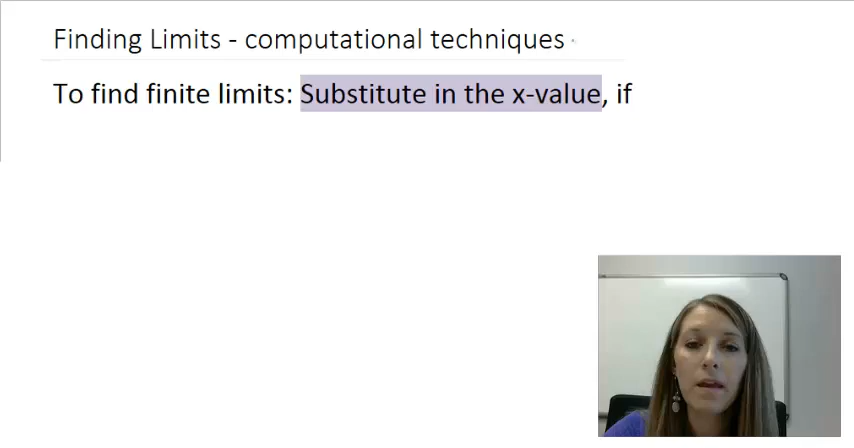 Finding Limits - computational techniques
To find finite limits: Substitute in the x-value, if